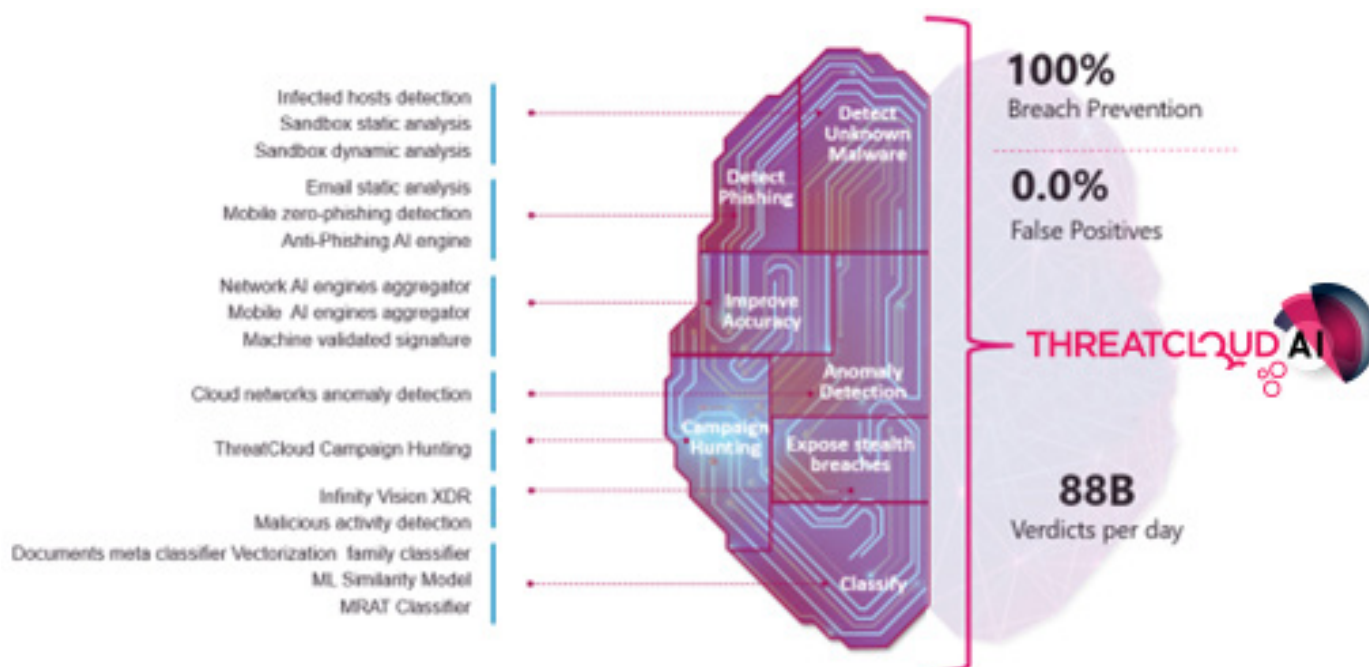 Infected hosts detection
Sandbox static analysis
Sandbox dynamic analysis
Email static analysis
Mobile zero-phishing detection
Anti-Phishing AI engine
Network AI engines aggregator
Mobile AI engines aggregator
Machine validated signature
Cloud networks anomaly detection
ThreatCloud Campaign Hunting
Infinity Vision XDR
Malicious activity detection
Documents meta classifier Vectorization family classifier
ML Similarity Model
MRAT Classifier
Detect
Unknown
Malware
Detect
Phishing
Improve
Accuracy
Anomaly
Detection
Campaign
Hunting
Expose stealth
breaches
Classify
100%
Breach Prevention
0.0%
False Positives
THREATCLOUD AI
88B
Verdicts per day